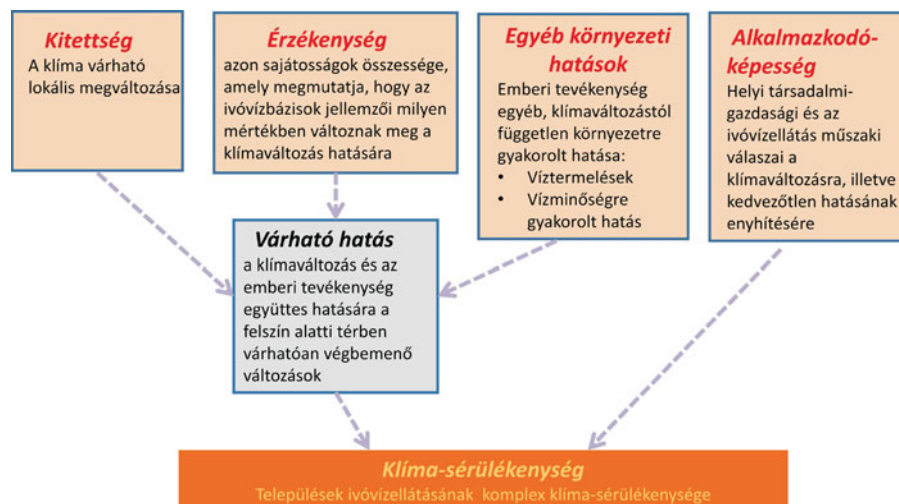 Kitettség
A klíma várható
lokális megváltozása
Érzékenység
azon sajátosságok összessége,
amely megmutatja, hogy az
ivóvízbázisok jellemzői milyen
mértékben változnak meg a
klímaváltozás hatására
Egyéb környezeti
hatások
Emberi tevékenység
egyéb, klímaváltozástól
független környezetre
gyakorolt hatása:
• Víztermelések
• Vízminőségre
gyakorolt hatás
Alkalmazkodó-
képesség
Helyi társadalmi-
gazdasági és az
ivóvízellátás műszaki
válaszai a
klímaváltozásra, illetve
kedvezőtlen hatásának
enyhítésére
Várható hatás
a klímaváltozás és az
emberi tevékenység
együttes hatására a
felszín alatti térben
várhatóan végbemenő
változások
Klíma-sérülékenység
Települések ivóvízellátásának komplex klíma-sérülékenysége